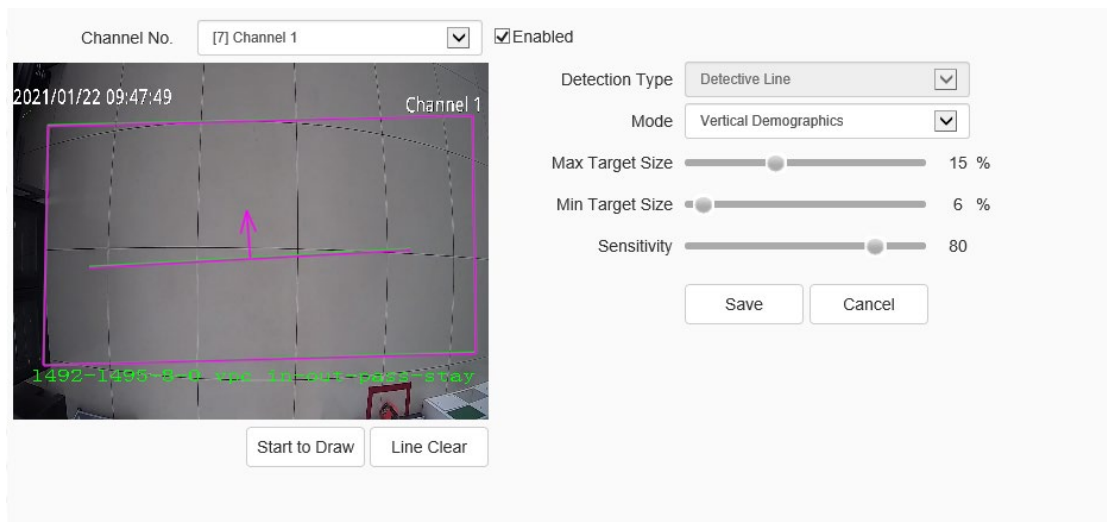 Channel No. [7] Channel 1 Enabled
2021/01/22 09:47:49
Channel 1
1492-1495-3-0 vpc in-out-pass-stay
Start to Draw Line Clear
Detection Type Detective Line
Mode Vertical Demographics
Max Target Size 15 %
Min Target Size 6 %
Sensitivity 80
Save Cancel